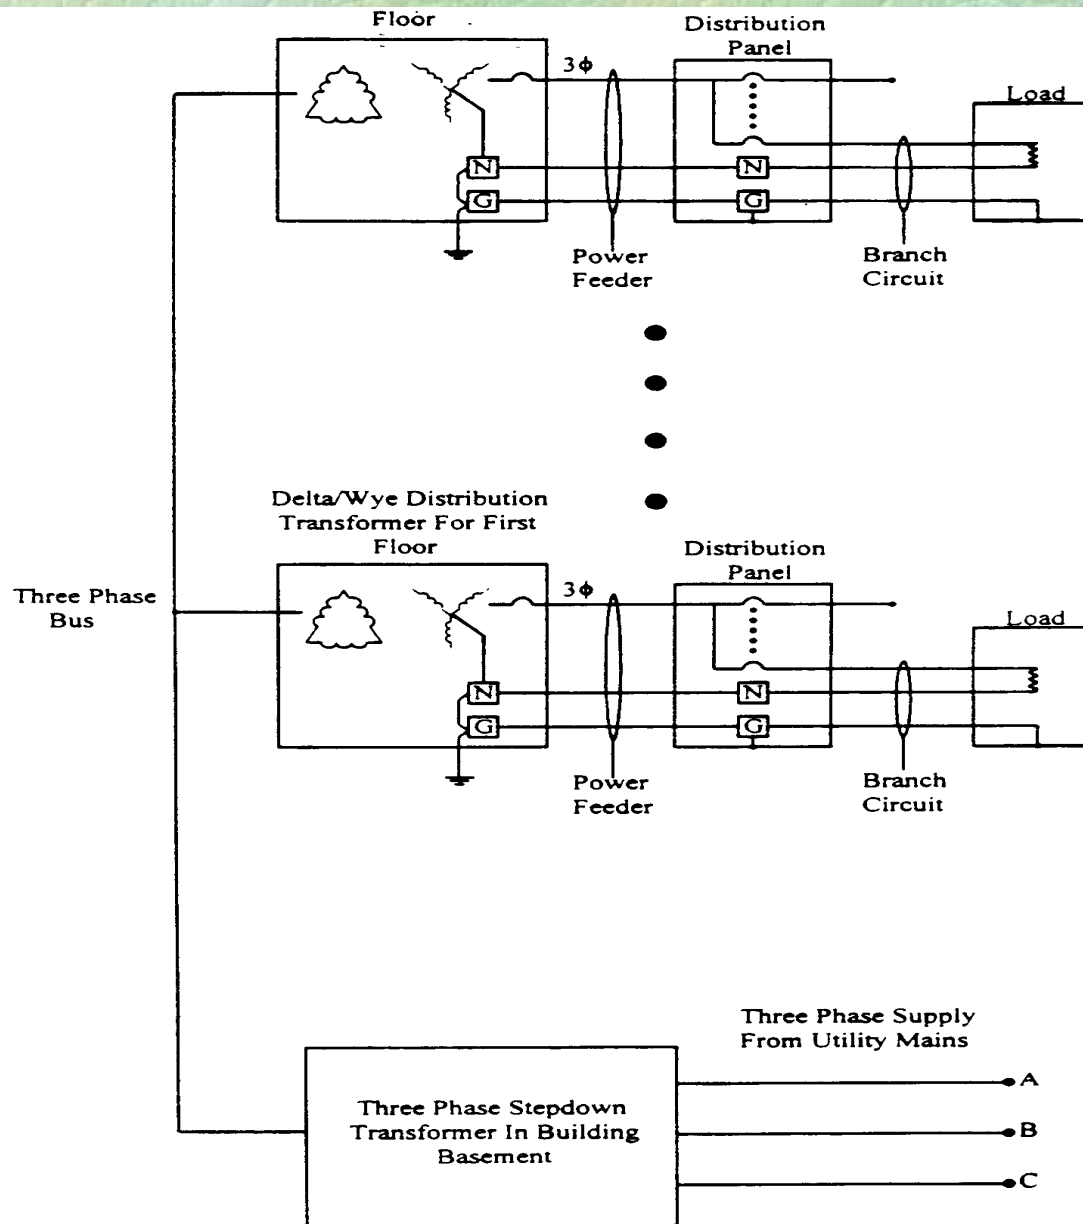 Floor
Distribution
Panel
3ϕ
Load
N
N
G
G
Power
Feeder
Branch
Circuit
Delta/Wye Distribution
Transformer For First
Floor
Distribution
Panel
3ϕ
Three Phase
Bus
Load
N
N
G
G
Power
Feeder
Branch
Circuit
Three Phase Supply
From Utility Mains
A
Three Phase Stepdown
Transformer In Building
Basement
B
C